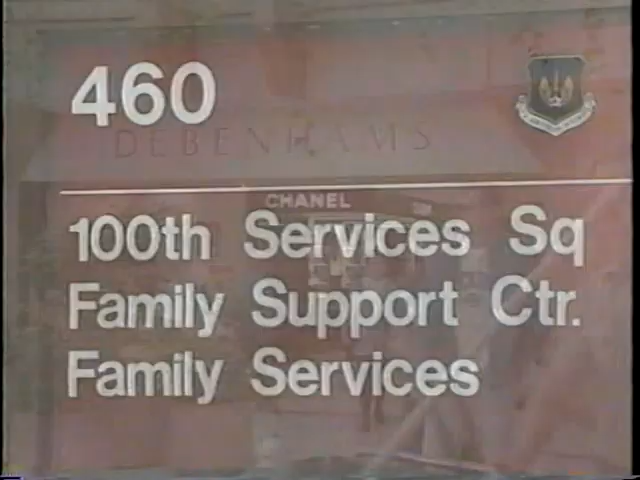 460
DEBENHAMS
CHANEL
100th Services Sq
Family Support Ctr.
Family Services